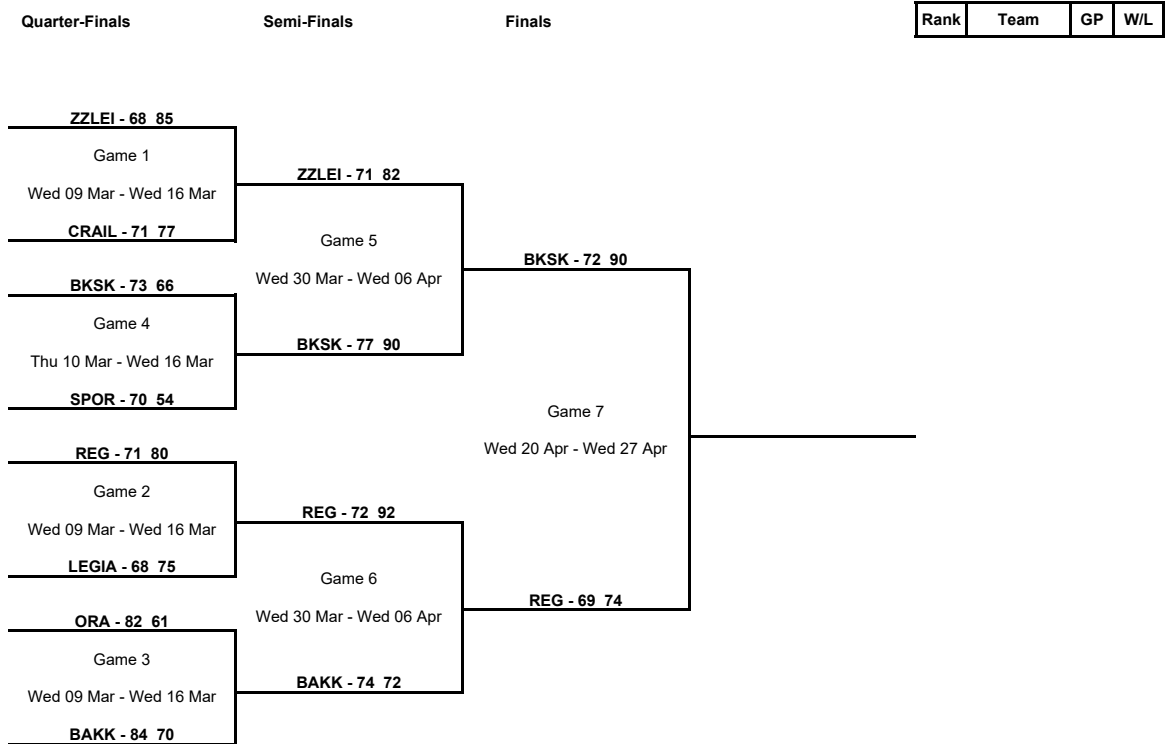 Quarter-Finals
Semi-Finals
Finals
Rank Team GP W/L
ZZLEI - 68 85
Game 1
Wed 09 Mar - Wed 16 Mar
CRAIL - 71 77
BKSK - 73 66
Game 4
Thu 10 Mar - Wed 16 Mar
SPOR - 70 54
REG - 71 80
Game 2
Wed 09 Mar - Wed 16 Mar
LEGIA - 68 75
ORA - 82 61
Game 3
Wed 09 Mar - Wed 16 Mar
BAKK - 84 70
ZZLEI - 71 82
Game 5
Wed 30 Mar - Wed 06 Apr
BKSK - 77 90
REG - 72 92
Game 6
Wed 30 Mar - Wed 06 Apr
BAKK - 74 72
BKSK - 72 90
Game 7
Wed 20 Apr - Wed 27 Apr
REG - 69 74